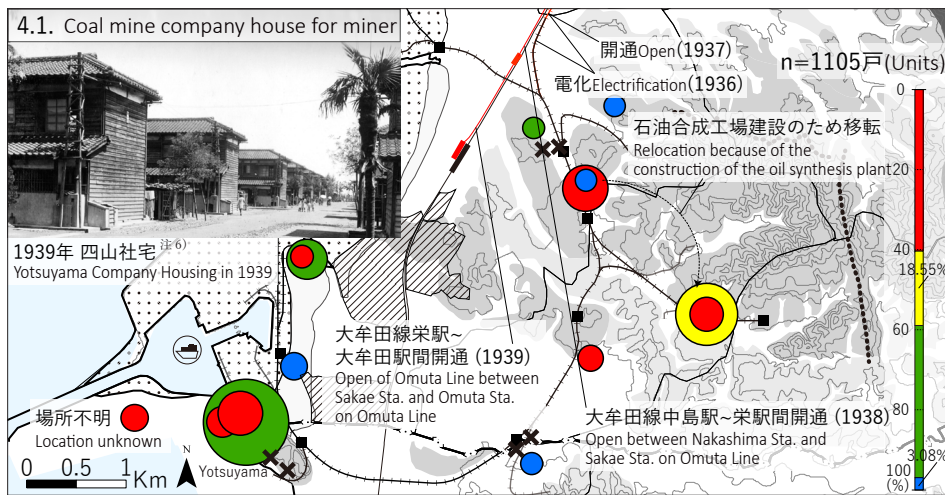 4.1. Coal mine company house for miner
1939年 四山社宅 注6)
Yotsuyama Company Housing in 1939
開通Open(1937)
電化Electrification(1936)
n=1105戸(Units)
石油合成工場建設のため移転
Relocation because of the
construction of the oil synthesis plant
0
20
40
18.55%
60
80
3.08%
100
(%)
大牟田線栄駅~
大牟田駅間開通 (1939)
Open of Omuta Line between
Sakae Sta. and Omuta Sta.
on Omuta Line
大牟田線中島駅~栄駅間開通 (1938)
Open between Nakashima Sta. and
Sakae Sta. on Omuta Line
場所不明
Location unknown
Yotsuyama
N
0 0.5 1 Km